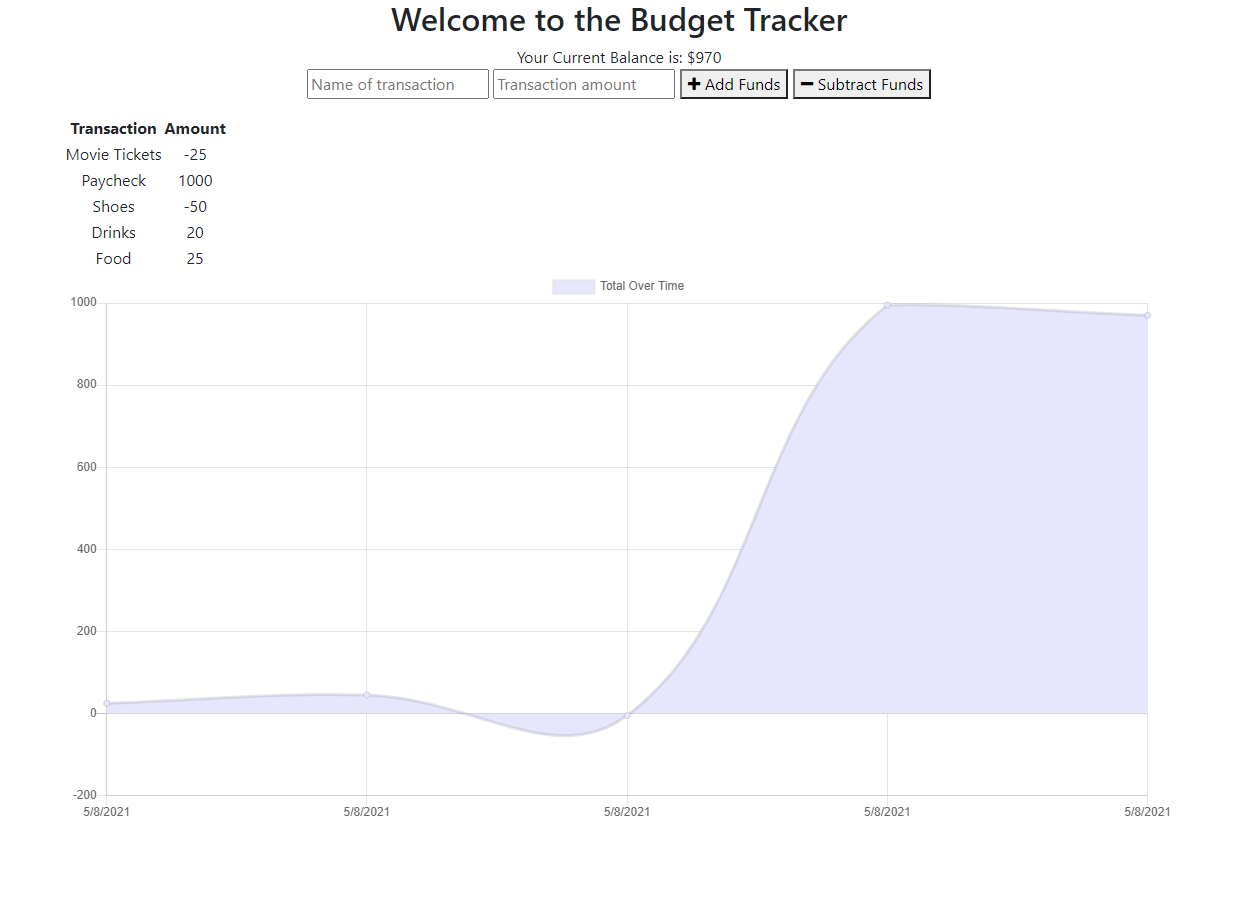 Welcome to the Budget Tracker
Your Current Balance is: $970
Name of transaction Transaction amount Add Funds Subtract Funds
Transaction Amount
Movie Tickets -25
Paycheck 1000
Shoes -50
Drinks 20
Food 25
Total Over Time
1000
800
600
400
200
0
-200
5/8/2021 5/8/2021 5/8/2021 5/8/2021 5/8/2021